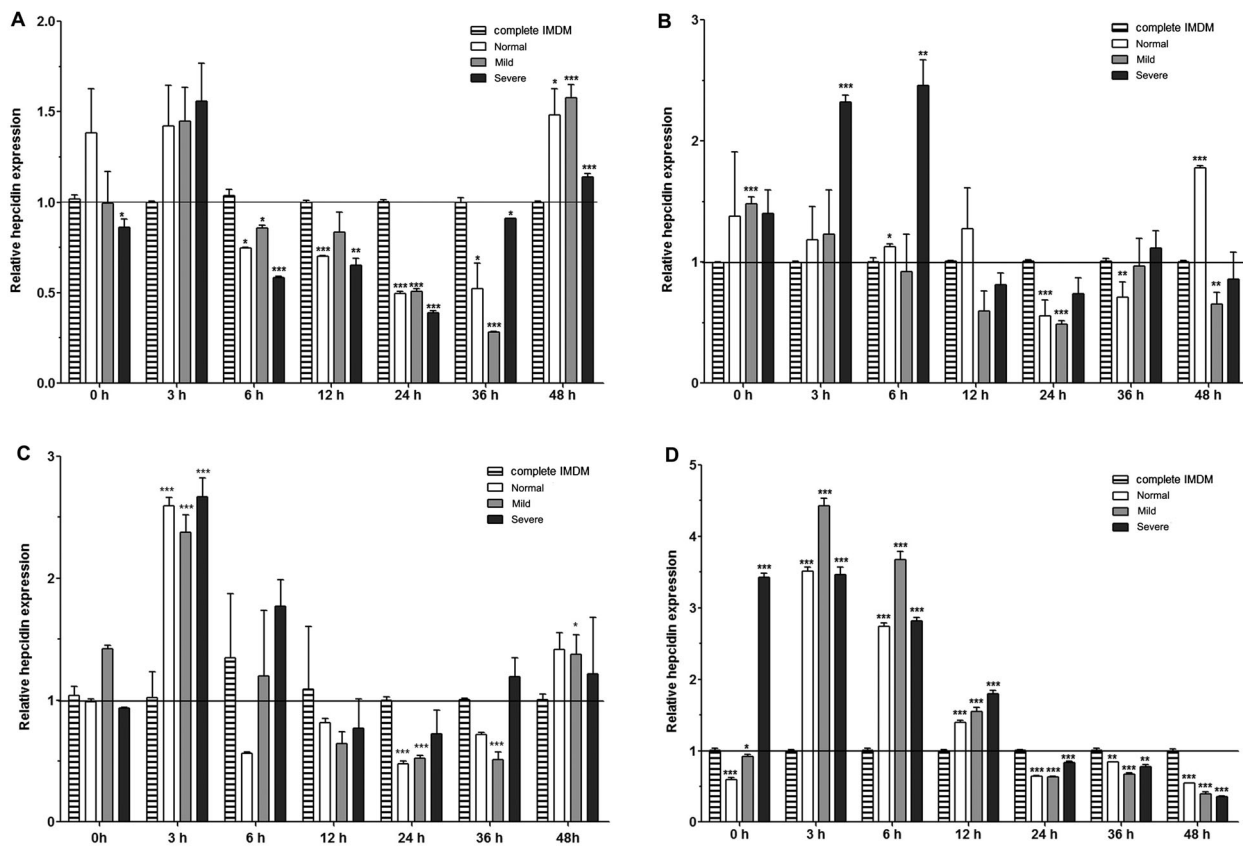 A
Relative hepcidin expression
2.0
1.5
1.0
0.5
0.0
complete IMDM
Normal
Mild
Severe
*
*
*
***
***
**
***
***
***
*
***
*
*
***
***
0 h
3 h
6 h
12 h
24 h
36 h
48 h
B
Relative hepcidin expression
3
2
1
0
complete IMDM
Normal
Mild
Severe
***
***
*
**
***
***
**
***
**
0 h
3 h
6 h
12 h
24 h
36 h
48 h
C
Relative hepcidin expression
3
2
1
0
complete IMDM
Normal
Mild
Severe
***
***
***
***
***
***
*
0h
3 h
6 h
12 h
24 h
36 h
48 h
D
Relative hepcidin expression
5
4
3
2
1
0
complete IMDM
Normal
Mild
Severe
***
*
***
***
***
***
***
***
***
***
***
***
***
***
***
**
***
**
***
***
***
0 h
3 h
6 h
12 h
24 h
36 h
48 h